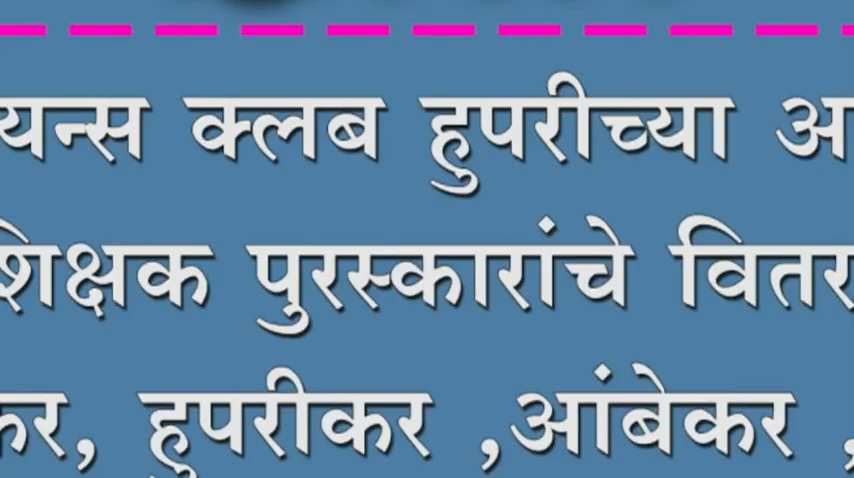 यन्स क्लब हुपरीच्या अ
शिक्षक पुरस्कारांचे वितर
कर, हुपरीकर ,आंबेकर ,